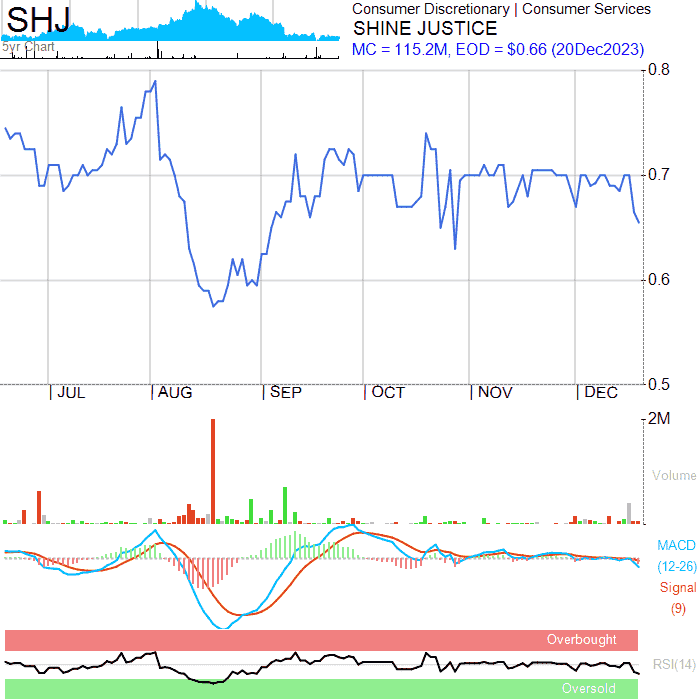 SHJ
5yr Chart
Consumer Discretionary | Consumer Services
SHINE JUSTICE
MC = 115.2M, EOD = $0.66 (20Dec2023)
0.8
0.7
0.6
0.5
JUL AUG SEP OCT NOV DEC
2M
Volume
MACD
(12-26)
Signal
(9)
Overbought
RSI(14)
Oversold